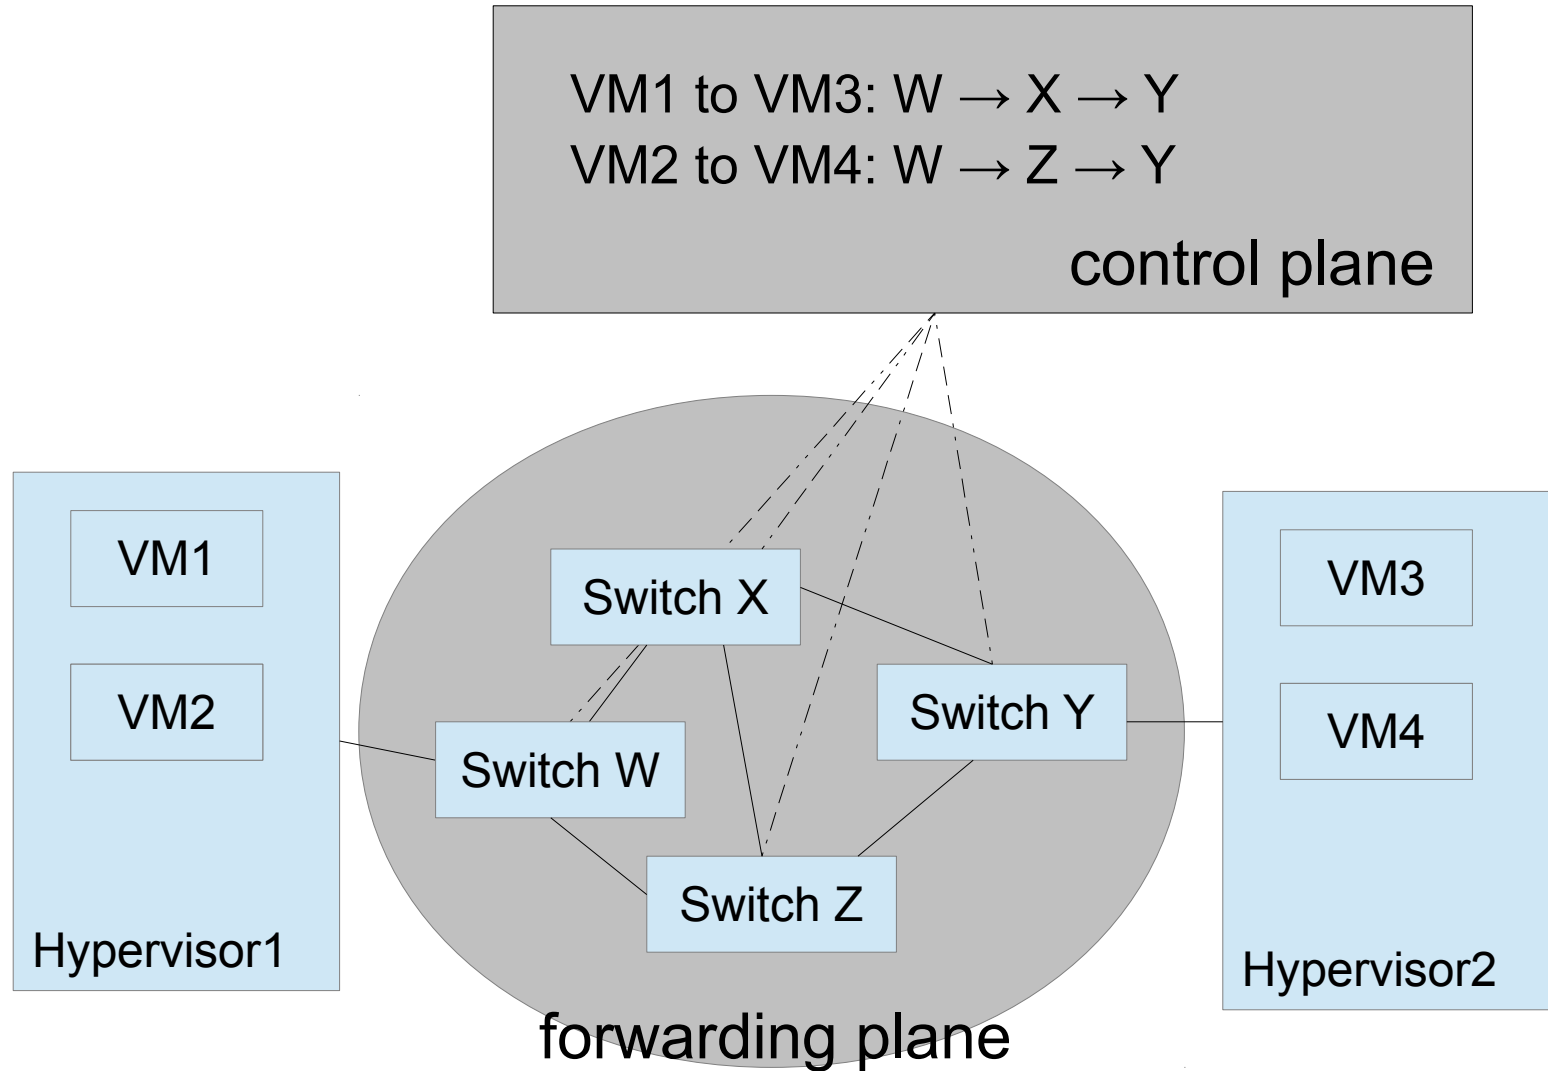 VM1 to VM3: W → X → Y
VM2 to VM4: W → Z → Y
control plane
VM1
VM2
Hypervisor1
Switch X
Switch Y
Switch W
Switch Z
forwarding plane
VM3
VM4
Hypervisor2